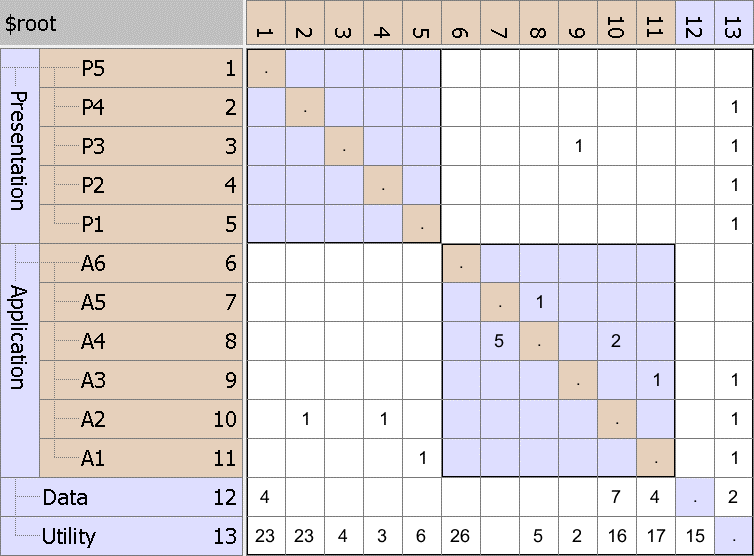 $root 1 2 3 4 5 6 7 8 9 10 11 12 13
Presentation
P5 1 .
P4 2 . 1
P3 3 . 1 1
P2 4 . 1
P1 5 . 1
Application
A6 6 .
A5 7 . 1
A4 8 5 . 2
A3 9 . 1 1
A2 10 1 1 . 1
A1 11 1 . 1
Data 12 4 7 4 . 2
Utility 13 23 23 4 3 6 26 5 2 16 17 15 .